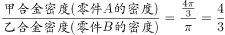 甲合金密度(零件A的密度)/乙合金密度(零件B的密度) = (4π/3)/π = 4/3